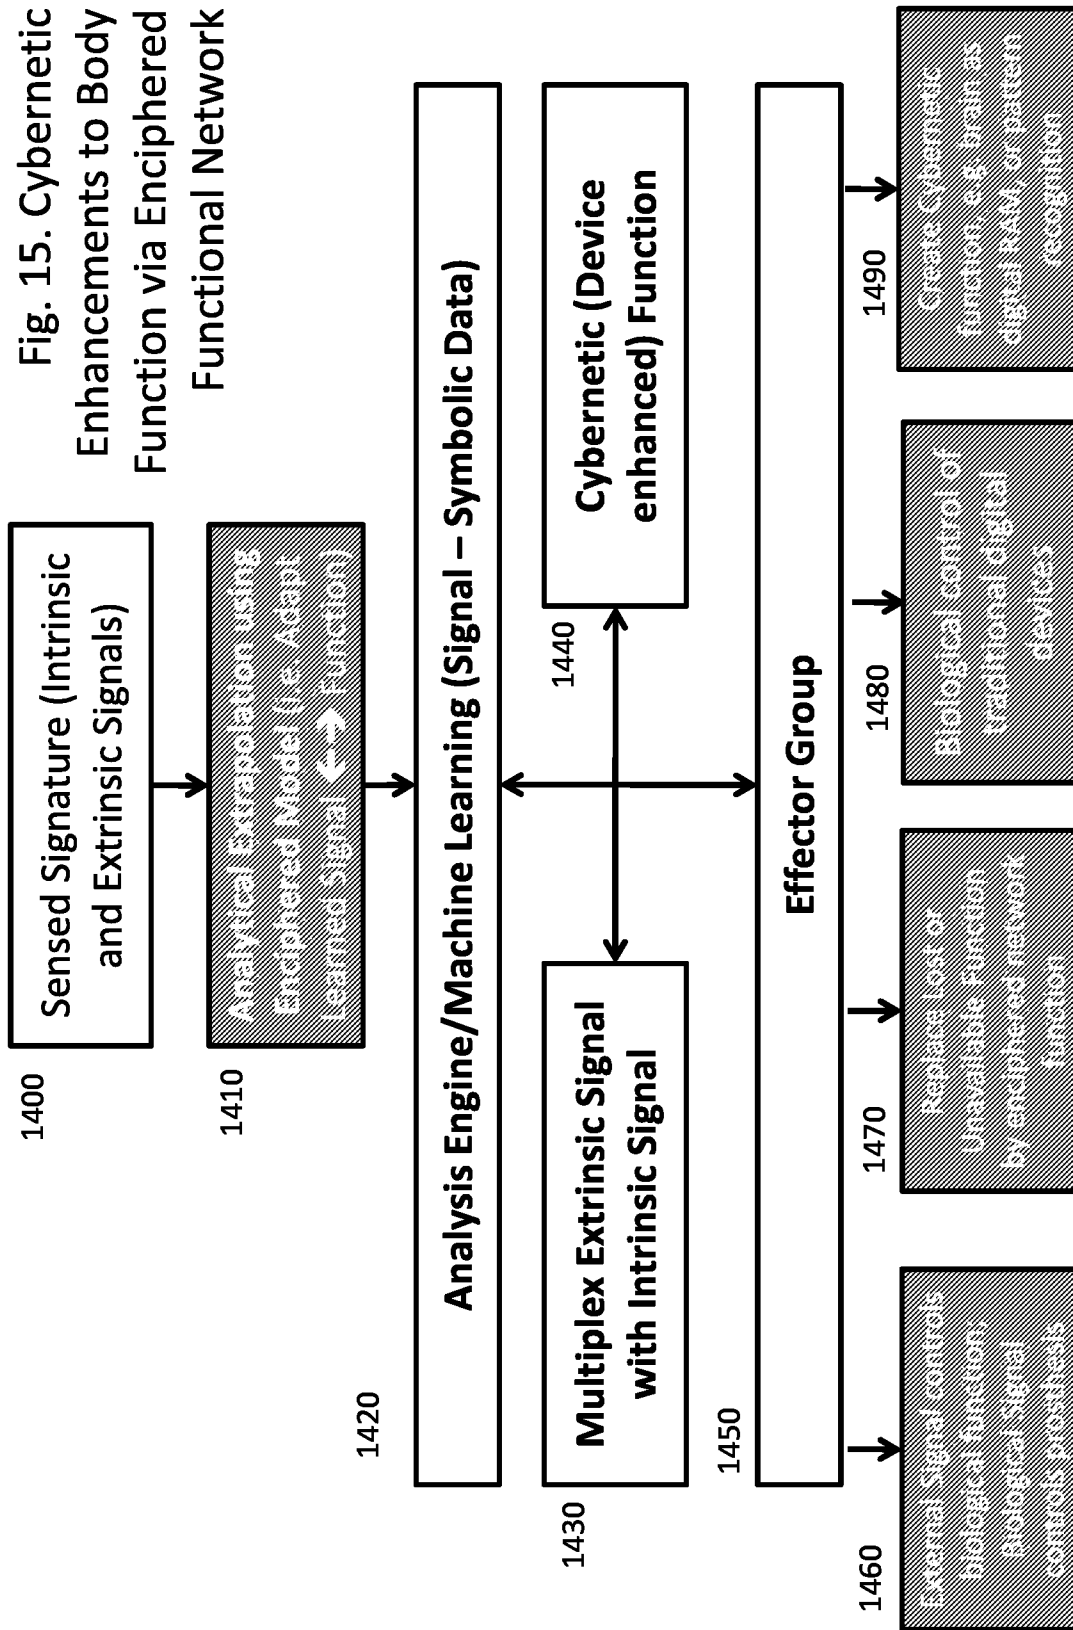 Fig. 15. Cybernetic
Enhancements to Body
Function via Enciphered
Functional Network
1400
Sensed Signature (Intrinsic
and Extrinsic Signals)
1410
Analytical Extrapolation using
Enciphered Model (i.e. Adapt
Learned Signal ↔ Function)
1420
Analysis Engine/Machine Learning (Signal – Symbolic Data)
1430
Multiplex Extrinsic Signal
with Intrinsic Signal
1440
Cybernetic (Device
enhanced) Function
1450
Effector Group
1460
External Signal controls
biological function;
Biological Signal
controls prosthesis
1470
Replace Lost or
Unavailable Function
by enciphered network
function
1480
Biological control of
traditional digital
devices
1490
Create Cybernetic
function, e.g. brain as
digital RAM, or pattern
recognition